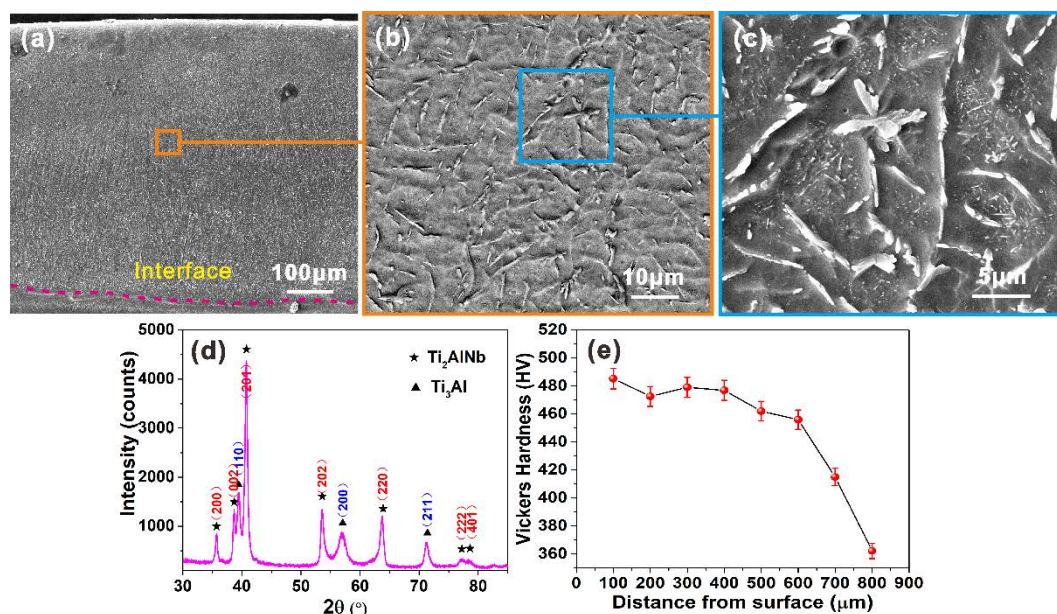 (a)
Interface
100μm
(b)
10μm
(c)
5μm
(d)
Intensity (counts)
5000
4000
3000
2000
1000
★ Ti₂AlNb
▲ Ti₃Al
(200)
(002)
(110)
(201)
(202)
(200)
(220)
(211)
(222)
(401)
30 40 50 60 70 80
2θ (°)
(e)
Vickers Hardness (HV)
520
500
480
460
440
420
400
380
360
0 100 200 300 400 500 600 700 800 900
Distance from surface (μm)